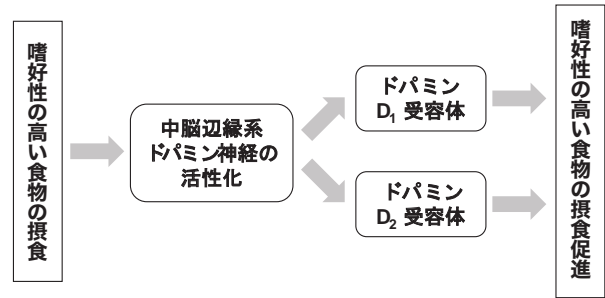 嗜好性の高い食物の摂食
中脳辺縁系
ドパミン神経の
活性化
ドパミン
D1 受容体
ドパミン
D2 受容体
嗜好性の高い食物の摂食促進